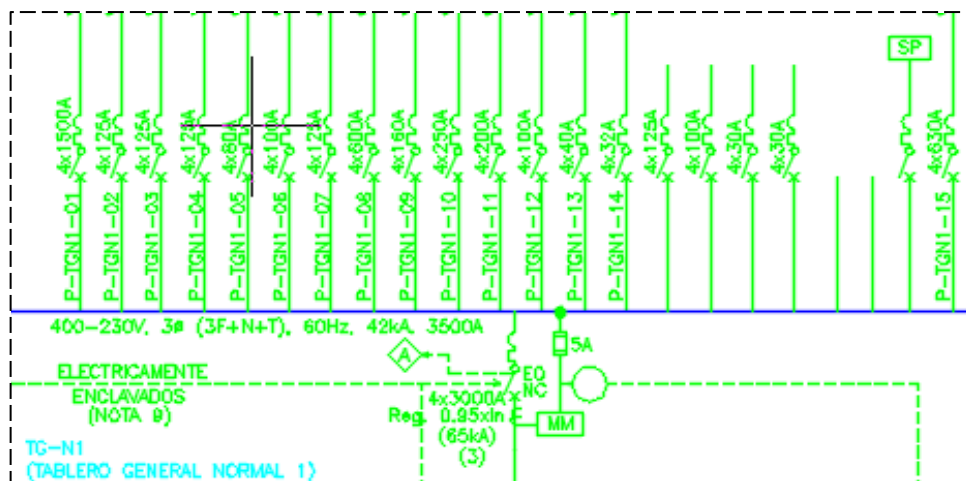 SP
4x1500A
4x125A
4x125A
4x125A
4x60A
4x100A
4x125A
4x600A
4x160A
4x250A
4x200A
4x100A
4x40A
4x32A
4x125A
4x100A
4x30A
4x30A
4x630A
P-TGN1-01
P-TGN1-02
P-TGN1-03
P-TGN1-04
P-TGN1-05
P-TGN1-06
P-TGN1-07
P-TGN1-08
P-TGN1-09
P-TGN1-10
P-TGN1-11
P-TGN1-12
P-TGN1-13
P-TGN1-14
P-TGN1-15
400-230V, 3ø (3F+N+T), 60Hz, 42kA, 3500A
5A
A
ELECTRICAMENTE
ENCLAVADOS
(NOTA 9)
EO
NC
4x3000A
Reg. 0.95xIn
(65kA)
(3)
MM
TG-N1
(TABLERO GENERAL NORMAL 1)